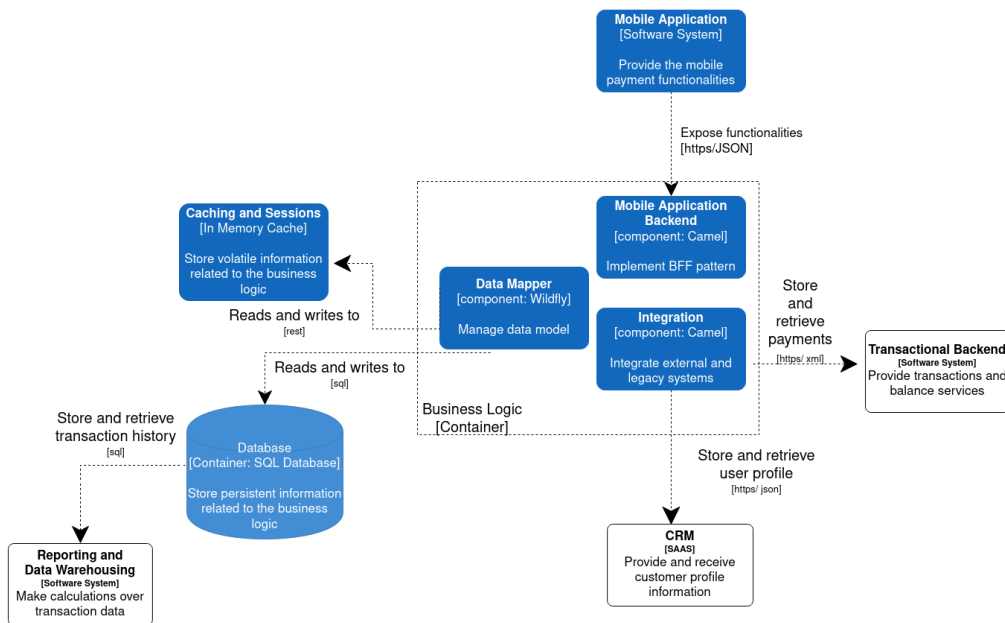 Mobile Application
[Software System]
Provide the mobile
payment functionalities
Expose functionalities
[https/JSON]
Mobile Application
Backend
[component: Camel]
Implement BFF pattern
Caching and Sessions
[In Memory Cache]
Store volatile information
related to the business
logic
Data Mapper
[component: Wildfly]
Manage data model
Integration
[component: Camel]
Integrate external and
legacy systems
Store
and
retrieve
payments
[https/ xml]
Transactional Backend
[Software System]
Provide transactions and
balance services
Reads and writes to
[rest]
Reads and writes to
[sql]
Business Logic
[Container]
Store and retrieve
transaction history
[sql]
Database
[Container: SQL Database]
Store persistent information
related to the business
logic
Store and retrieve
user profile
[https/ json]
Reporting and
Data Warehousing
[Software System]
Make calculations over
transaction data
CRM
[SAAS]
Provide and receive
customer profile
information